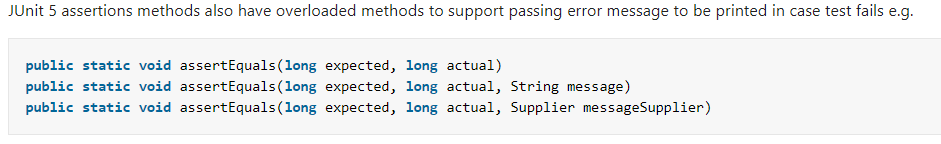 JUnit 5 assertions methods also have overloaded methods to support passing error message to be printed in case test fails e.g.
public static void assertEquals(long expected, long actual)
public static void assertEquals(long expected, long actual, String message)
public static void assertEquals(long expected, long actual, Supplier messageSupplier)